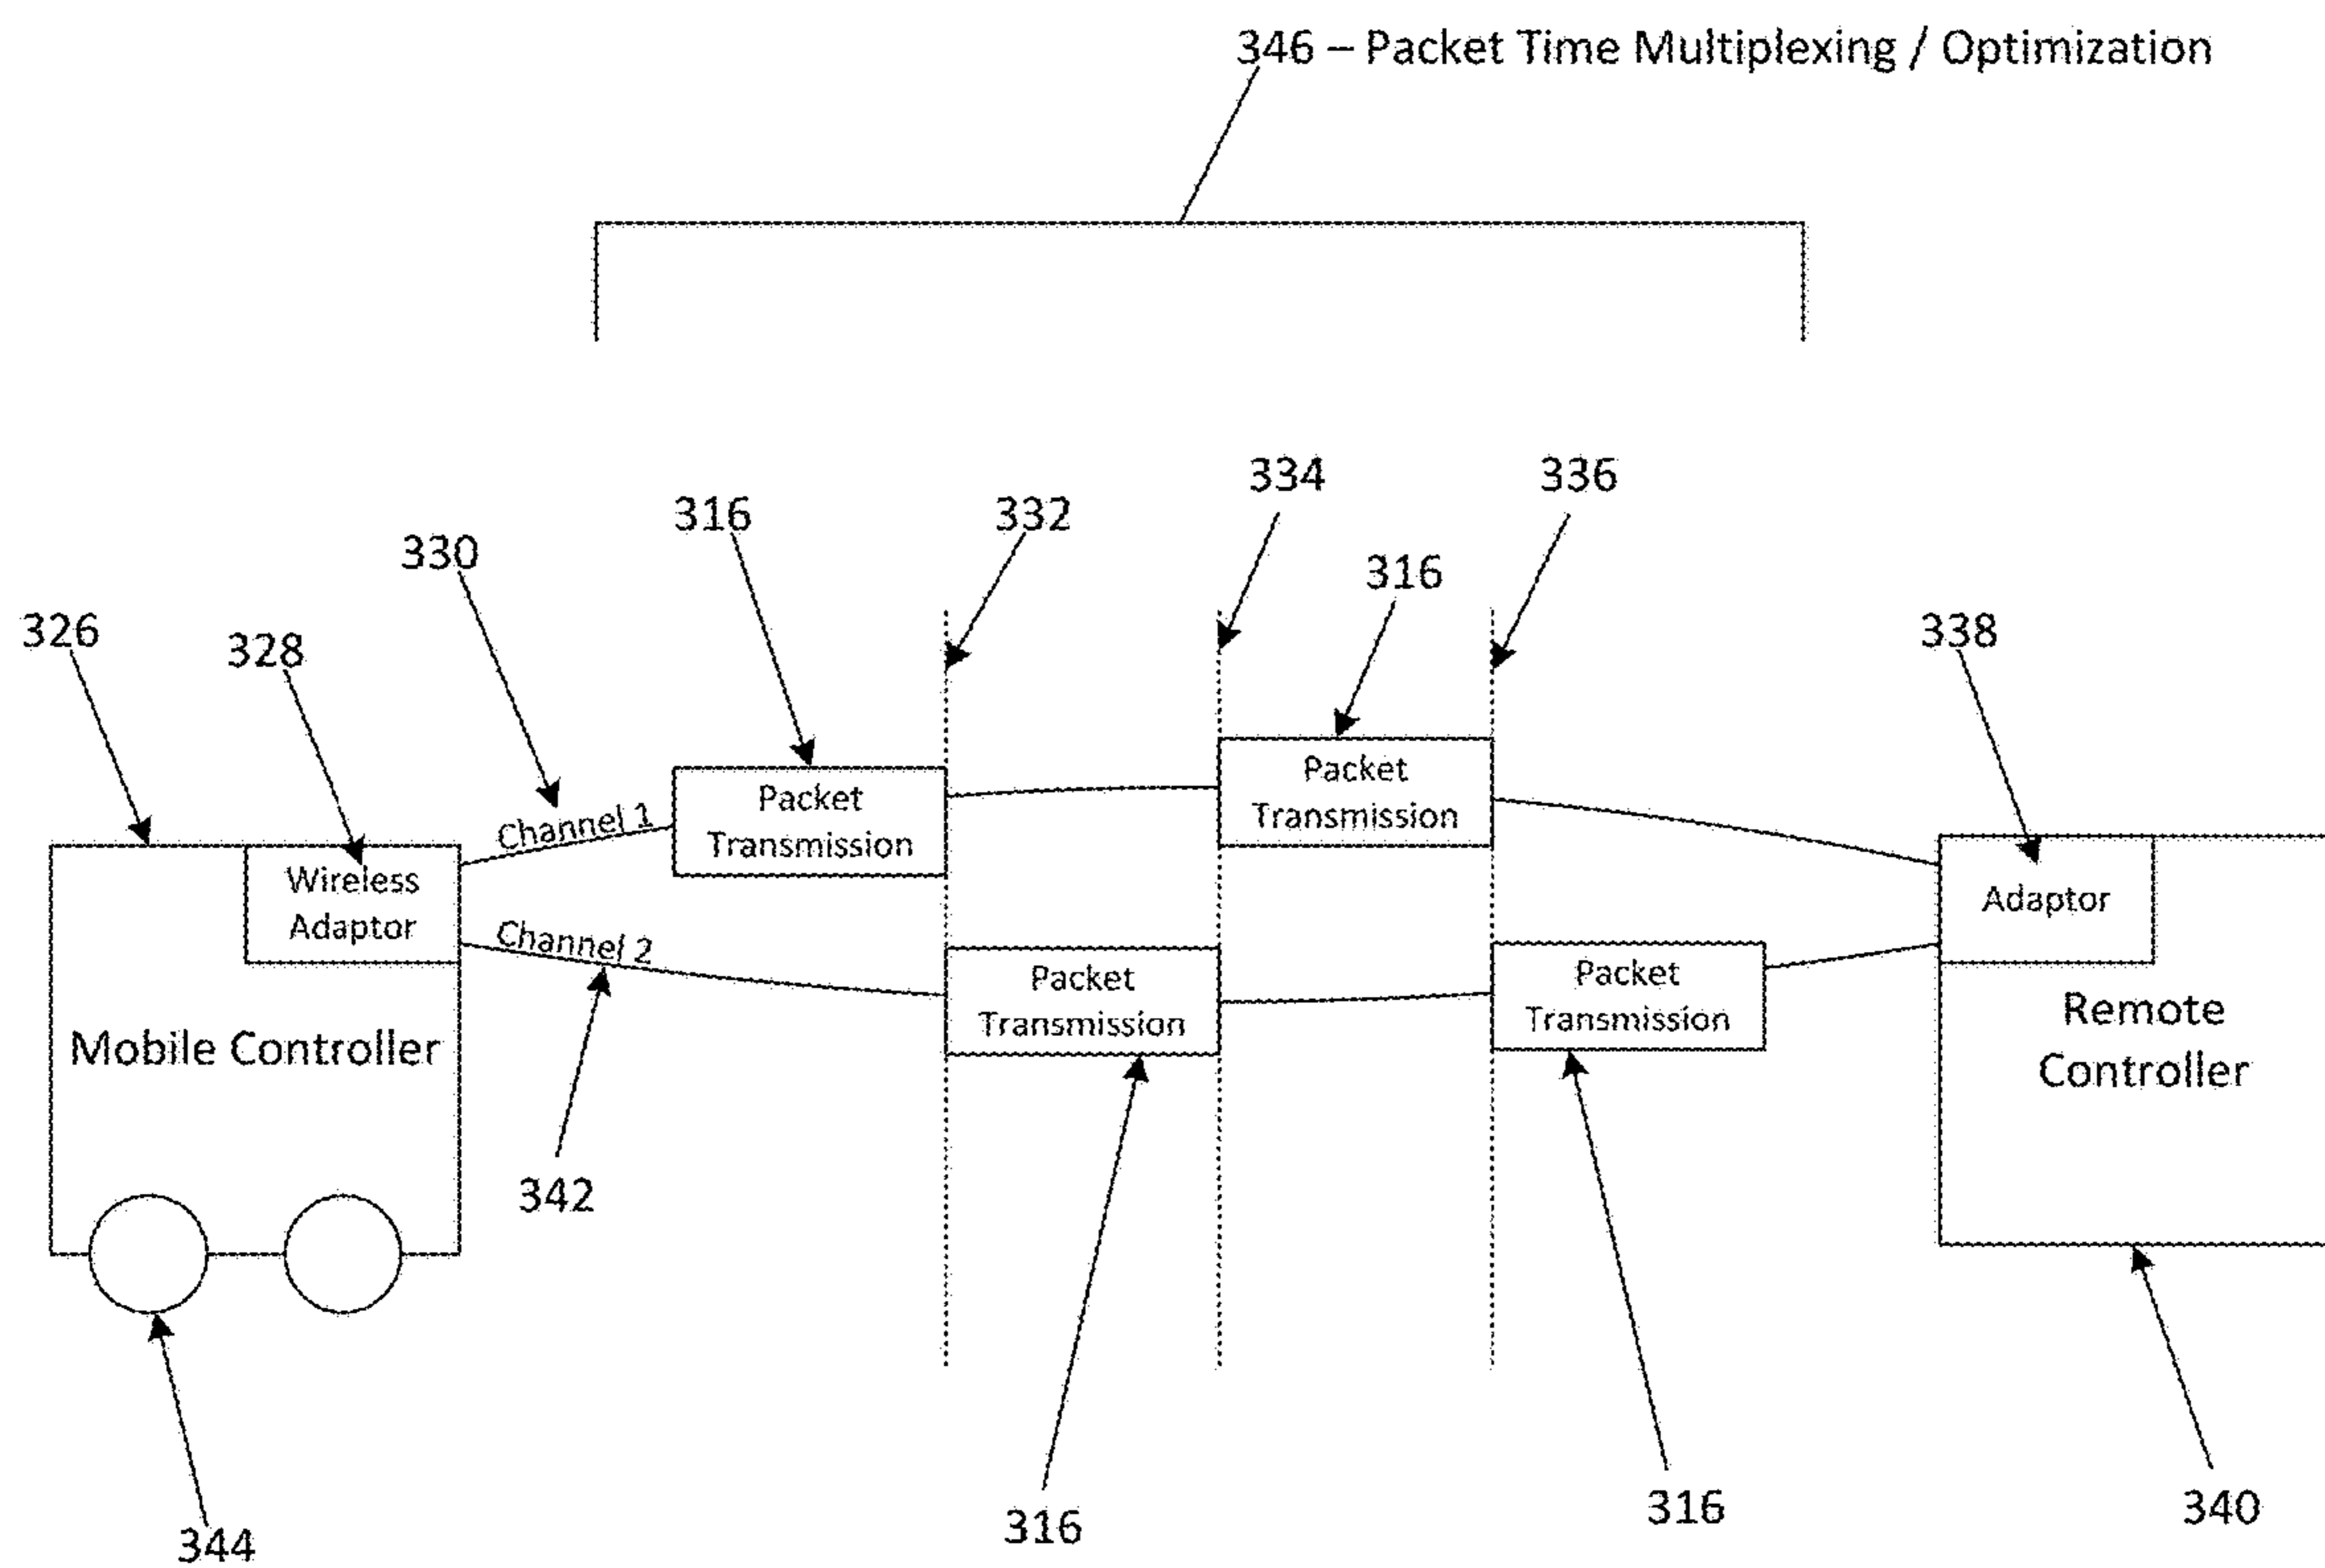 346 – Packet Time Multiplexing / Optimization
334
336
316
332
330
316
326
328
338
Packet
Transmission
Packet
Transmission
Channel 1
Wireless
Adaptor
Adaptor
Channel 2
Packet
Transmission
Packet
Transmission
Mobile Controller
Remote
Controller
342
316
316
340
344